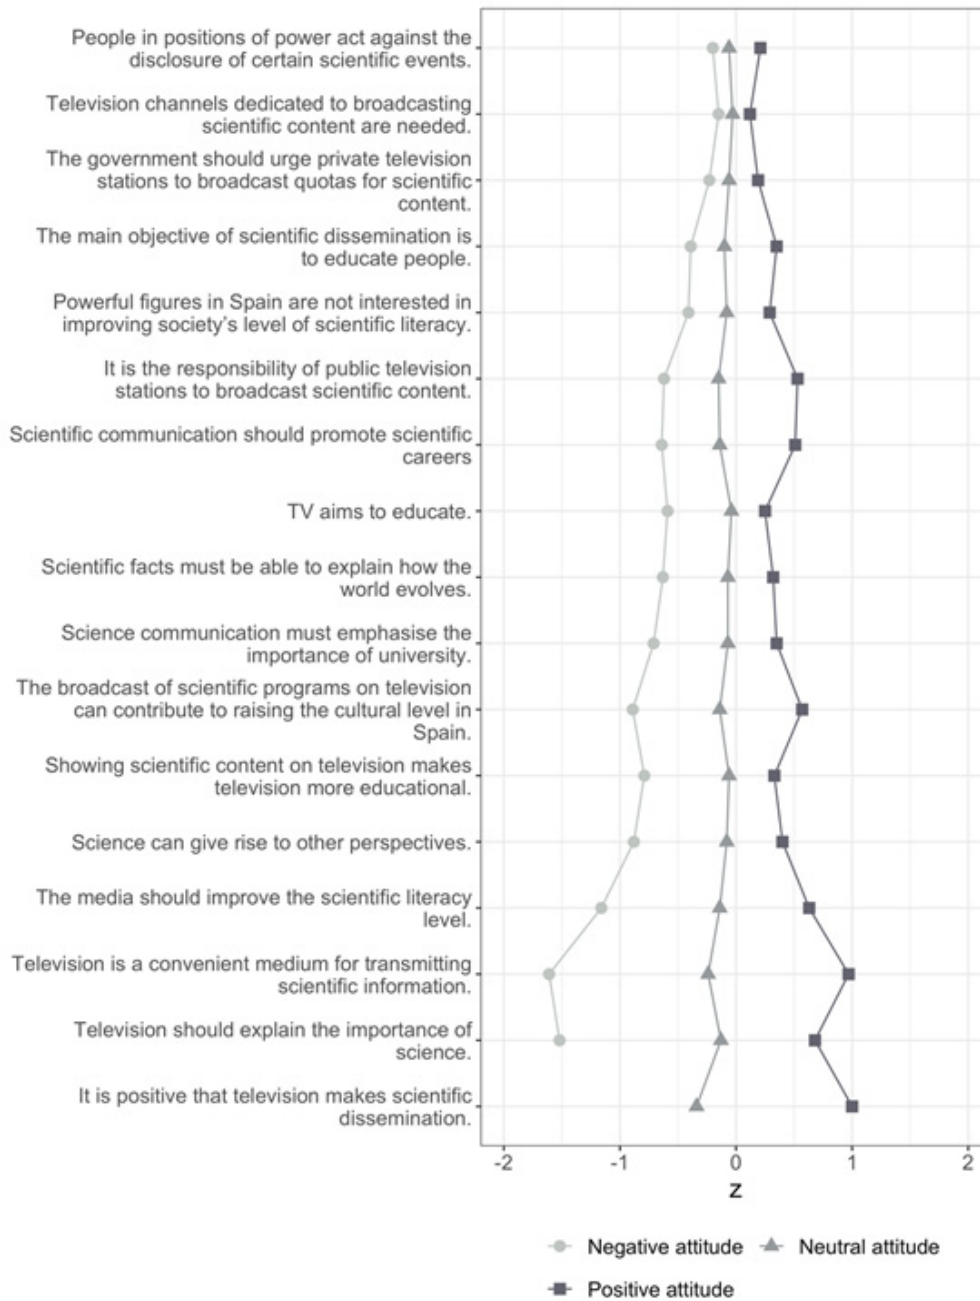 People in positions of power act against the
disclosure of certain scientific events.
Television channels dedicated to broadcasting
scientific content are needed.
The government should urge private television
stations to broadcast quotas for scientific
content.
The main objective of scientific dissemination is
to educate people.
Powerful figures in Spain are not interested in
improving society's level of scientific literacy.
It is the responsibility of public television
stations to broadcast scientific content.
Scientific communication should promote scientific
careers
TV aims to educate.
Scientific facts must be able to explain how the
world evolves.
Science communication must emphasise the
importance of university.
The broadcast of scientific programs on television
can contribute to raising the cultural level in
Spain.
Showing scientific content on television makes
television more educational.
Science can give rise to other perspectives.
The media should improve the scientific literacy
level.
Television is a convenient medium for transmitting
scientific information.
Television should explain the importance of
science.
It is positive that television makes scientific
dissemination.
-2 -1 0 1 2
z
Negative attitude Neutral attitude
Positive attitude